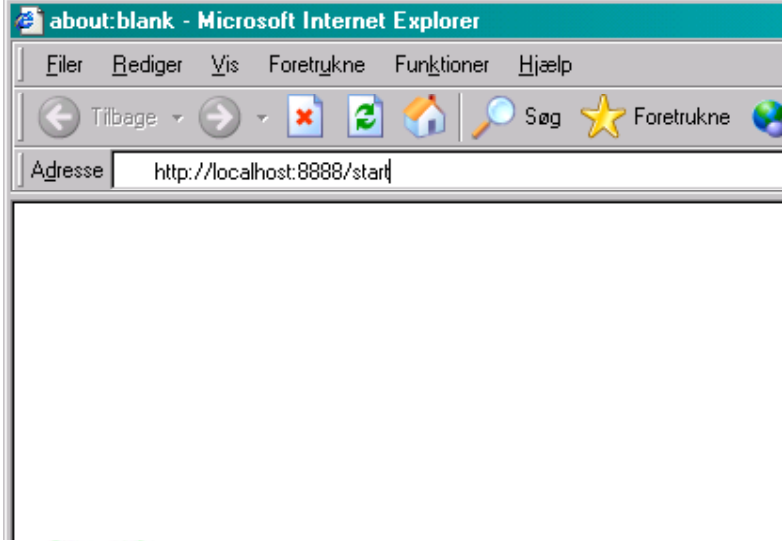 about:blank - Microsoft Internet Explorer
Filer Rediger Vis Foretrukne Funktioner Hjælp
Tilbage Søg Foretrukne
Adresse http://localhost:8888/start